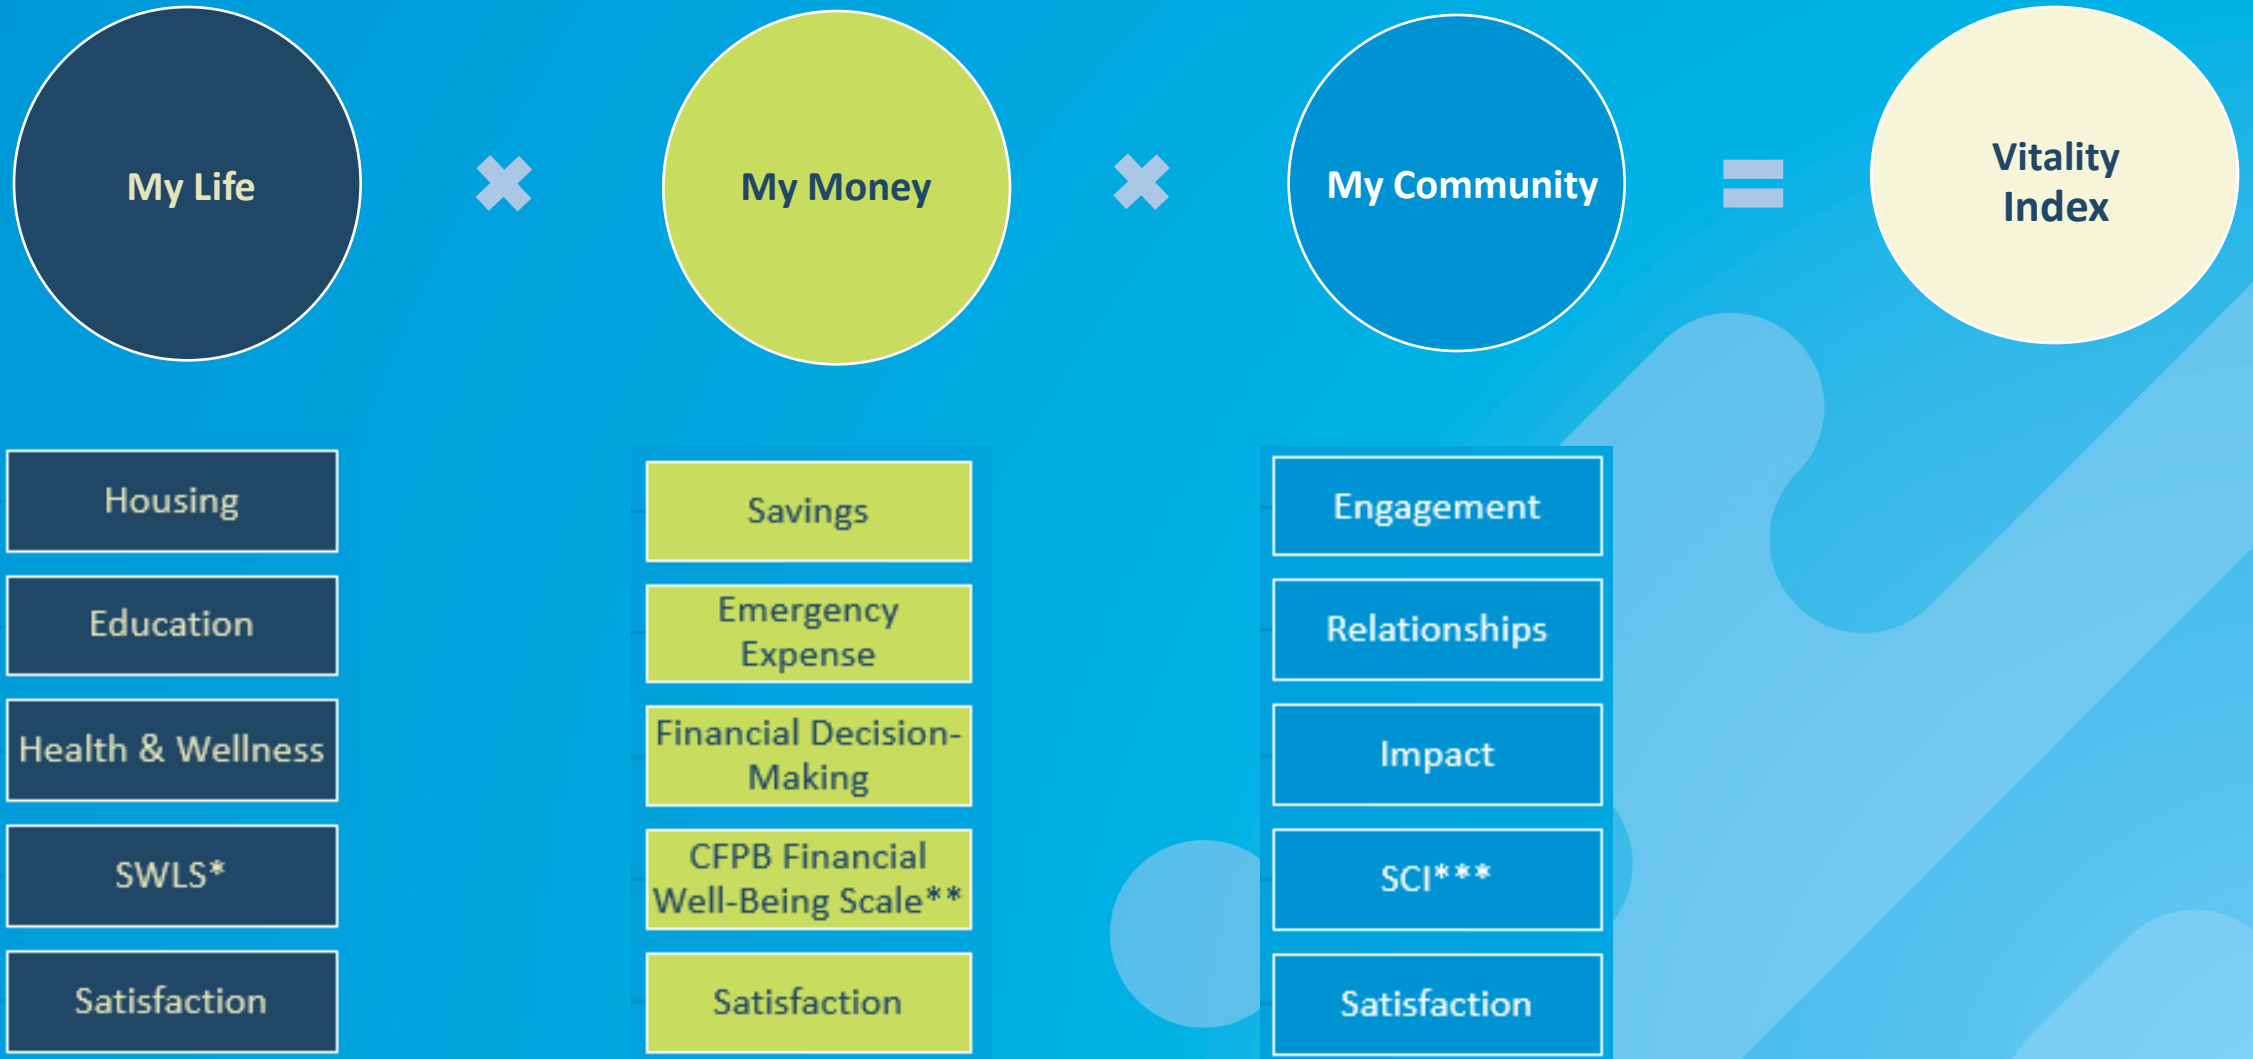 My Life
My Money
My Community
Vitality
Index
Housing
Education
Health & Wellness
SWLS*
Satisfaction
Savings
Emergency
Expense
Financial Decision-
Making
CFPB Financial
Well-Being Scale**
Satisfaction
Engagement
Relationships
Impact
SCI***
Satisfaction